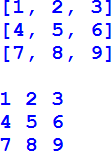 [1, 2, 3]
[4, 5, 6]
[7, 8, 9]
1 2 3
4 5 6
7 8 9